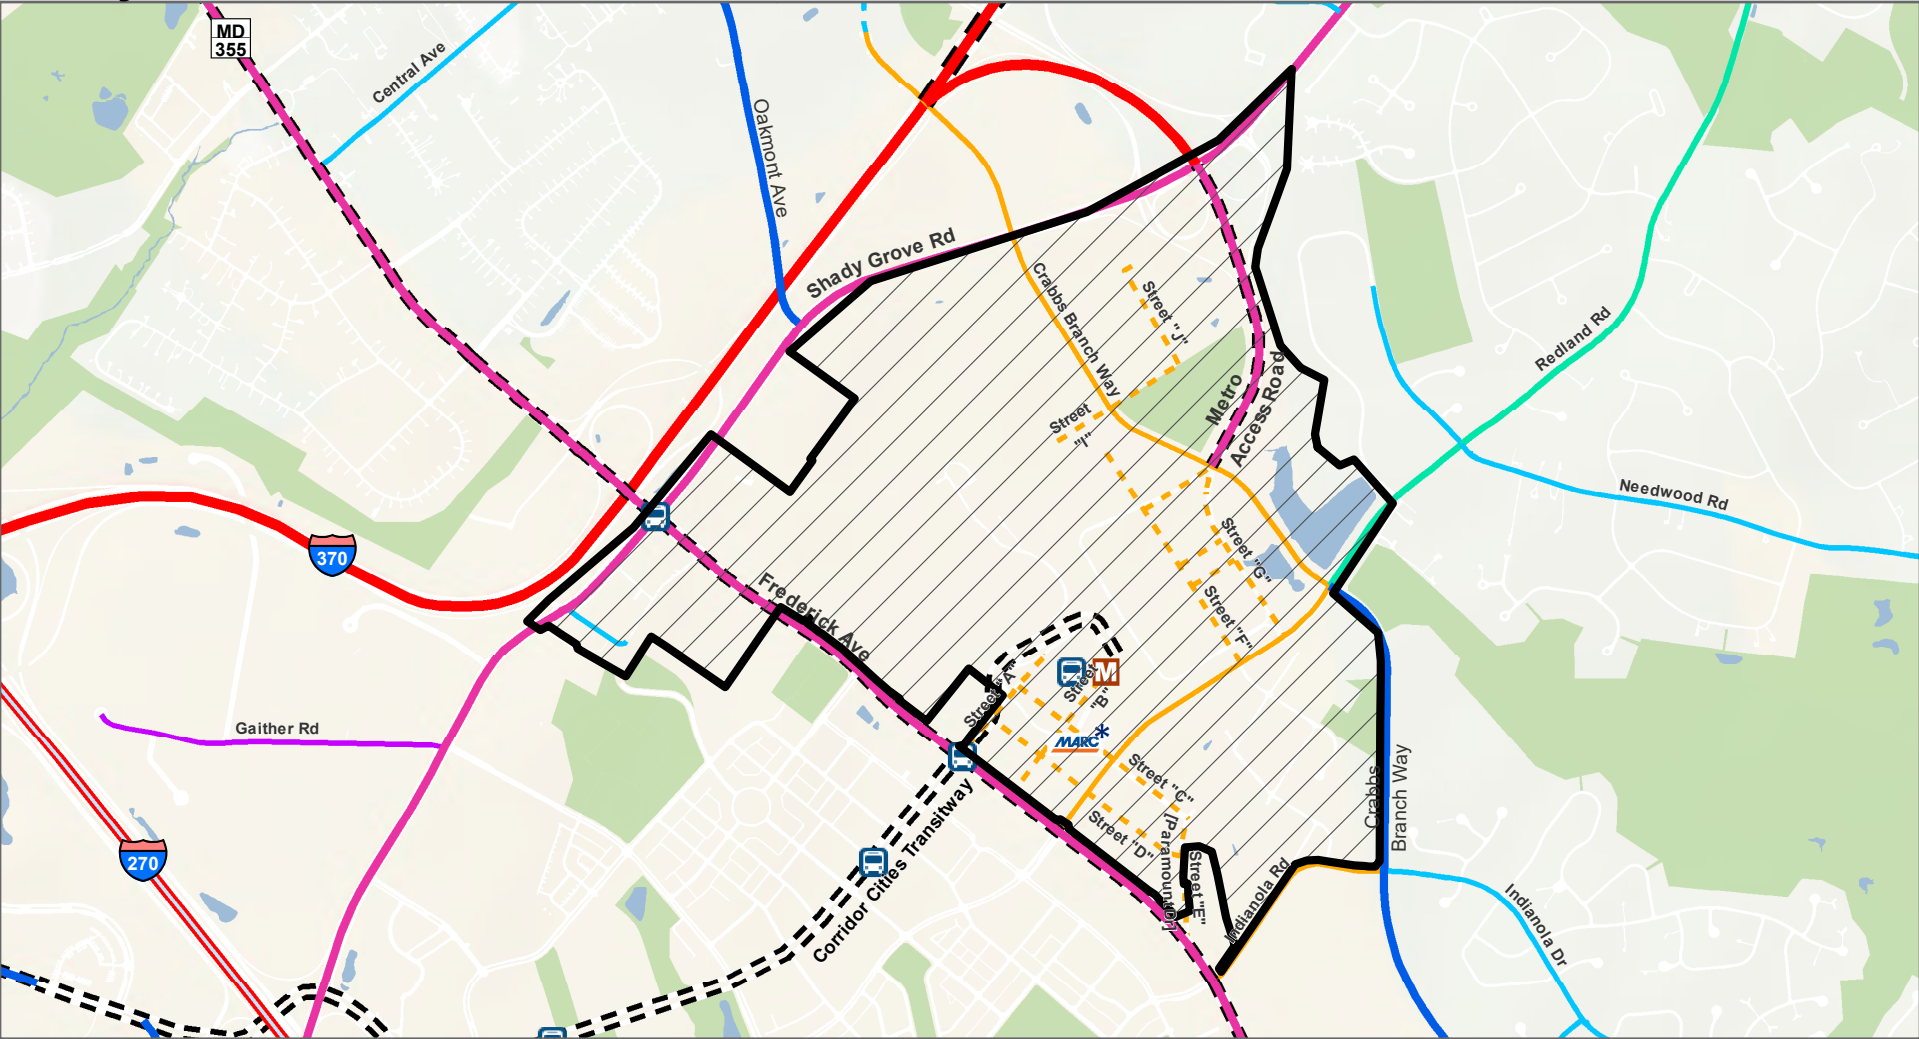 MD
355
Central Ave
Oakmont Ave
Shady Grove Rd
Crabbs Branch Way
Street "J"
Street
"I"
Metro
Access Road
Redland Rd
Needwood Rd
370
Frederick Ave
Street "G"
Street "F"
Street "A"
Street
"B"
M
MARC
*
Gaither Rd
270
Corridor Cities Transitway
Street "C"
Street "D"
[Paramount Dr]
Street "E"
Indianola Rd
Crabbs
Branch Way
Indianola Dr